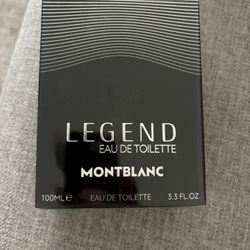 LEGEND
EAU DE TOILETTE
MONTBLANC
100ML e EAU DE TOILETTE 3.3 FL.OZ.